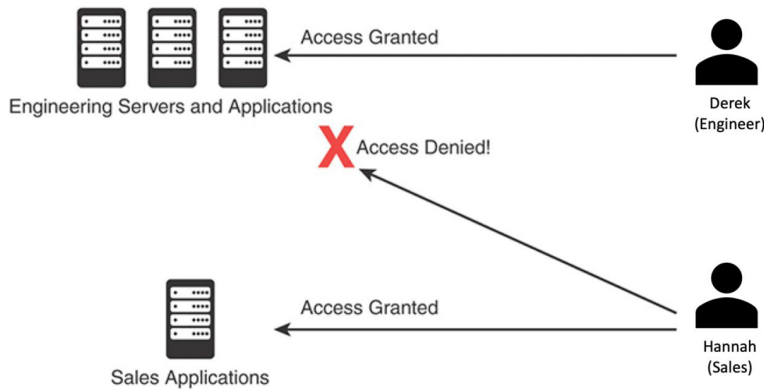 Access Granted
Engineering Servers and Applications
Derek
(Engineer)
Access Denied!
Access Granted
Hannah
(Sales)
Sales Applications